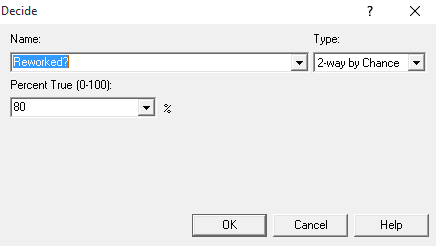 Decide
Name: Type:
Reworked? 2-way by Chance
Percent True (0-100):
80 %
OK Cancel Help